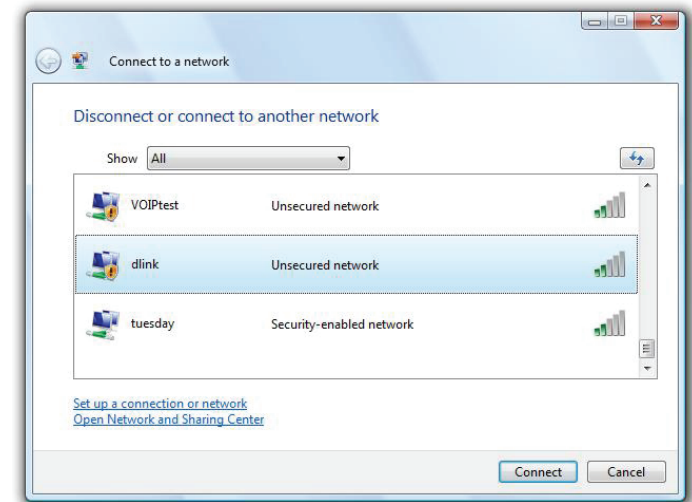 Connect to a network
Disconnect or connect to another network
Show All
VOIPtest Unsecured network
dlink Unsecured network
tuesday Security-enabled network
Set up a connection or network
Open Network and Sharing Center
Connect Cancel